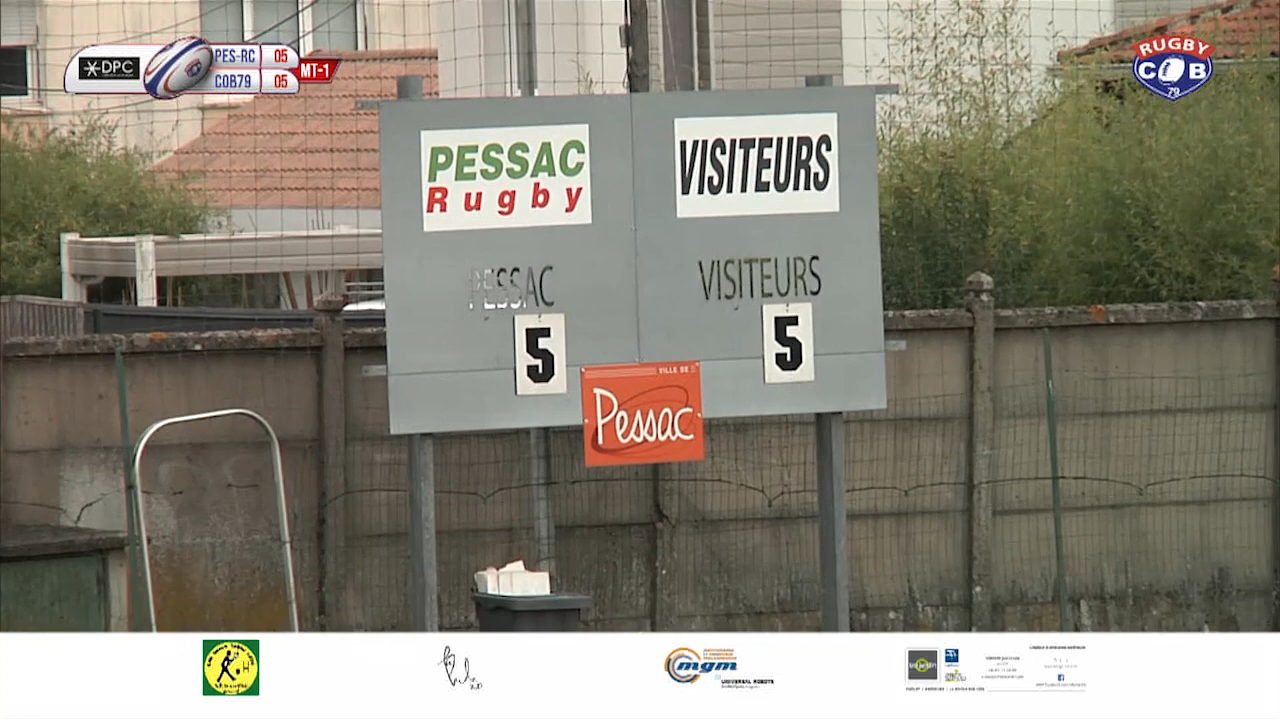 DPC
PES-RC 05
COB79 05
MT-1
RUGBY
COB
79
PESSAC
Rugby
VISITEURS
PESSAC
VISITEURS
5
5
VILLE DE
Pessac
mgm
UNIVERSAL ROBOTS